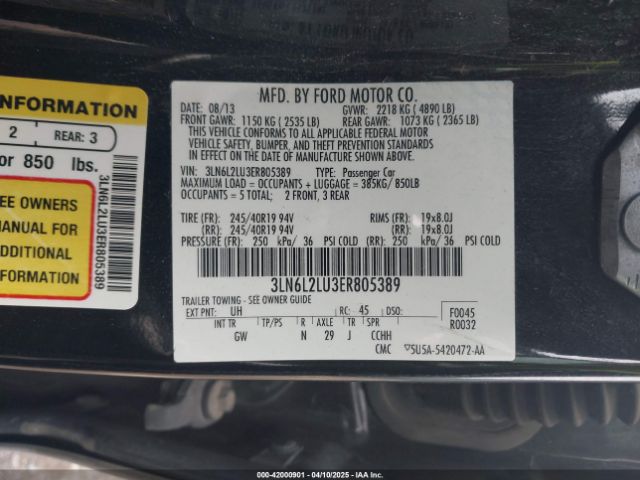 INFORMATION
2 REAR: 3
or 850 lbs.
SEE OWNERS
MANUAL FOR
ADDITIONAL
INFORMATION
3LN6L2LU3ER805389
MFD. BY FORD MOTOR CO.
DATE: 08/13 GVWR: 2218 KG ( 4890 LB)
FRONT GAWR: 1150 KG ( 2535 LB) REAR GAWR: 1073 KG ( 2365 LB)
THIS VEHICLE CONFORMS TO ALL APPLICABLE FEDERAL MOTOR
VEHICLE SAFETY, BUMPER, AND THEFT PREVENTION STANDARDS
IN EFFECT ON THE DATE OF MANUFACTURE SHOWN ABOVE.
VIN: 3LN6L2LU3ER805389 TYPE: Passenger Car
MAXIMUM LOAD = OCCUPANTS + LUGGAGE = 385KG/ 850LB
OCCUPANTS = 5 TOTAL; 2 FRONT, 3 REAR
TIRE (FR): 245/40R19 94V RIMS (FR): 19x8.0J
(RR): 245/40R19 94V (RR): 19x8.0J
PRESSURE (FR): 250 kPa/ 36 PSI COLD (RR): 250 kPa/ 36 PSI COLD
3LN6L2LU3ER805389
TRAILER TOWING - SEE OWNER GUIDE
EXT PNT: UH RC: 45 DSO: F0045
R0032
INT TR TP/PS R AXLE TR SPR
GW N 29 J CCHH
CMC 5U5A-5420472-AA
000-42000901 - 04/10/2025 - IAAI.COM